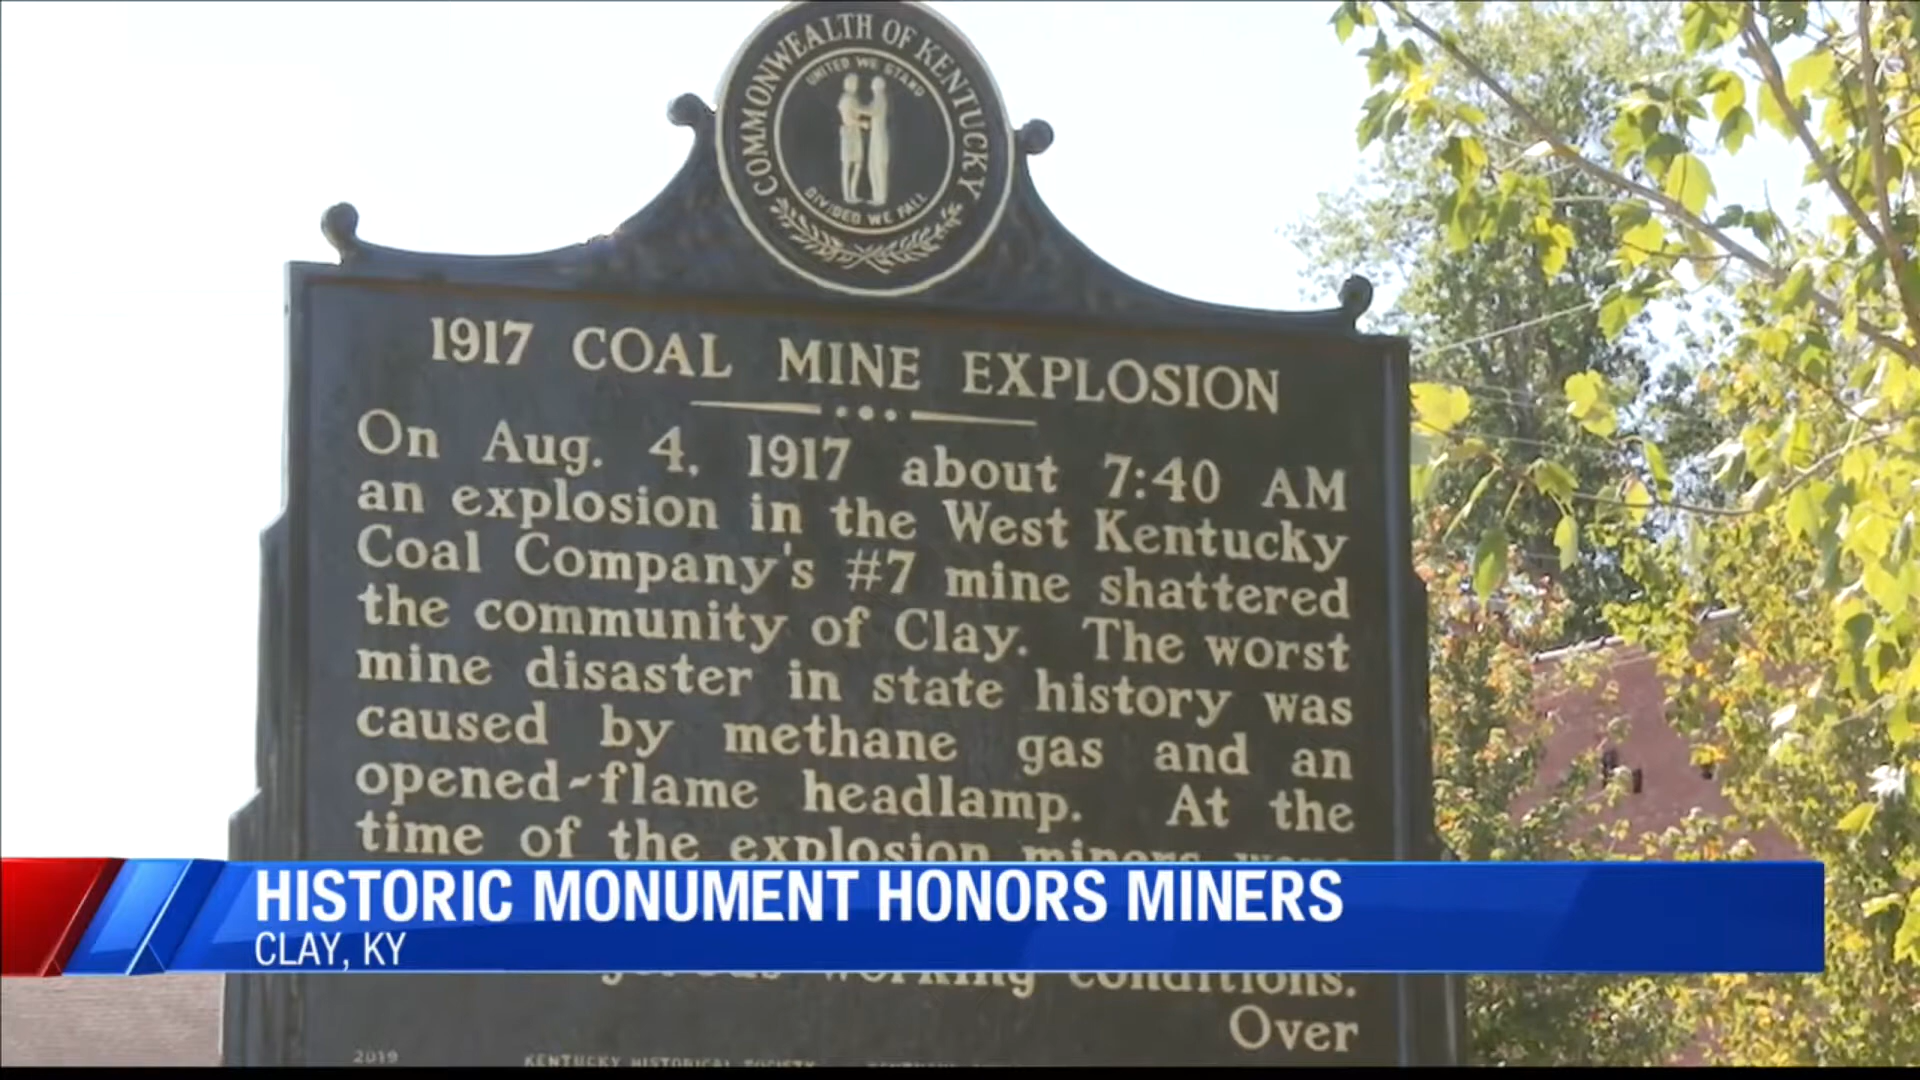 COMMONWEALTH OF KENTUCKY
UNITED WE STAND
DIVIDED WE FALL
1917 COAL MINE EXPLOSION
On Aug. 4, 1917 about 7:40 AM
an explosion in the West Kentucky
Coal Company's #7 mine shattered
the community of Clay. The worst
mine disaster in state history was
caused by methane gas and an
opened-flame headlamp. At the
time of the explosion miners were
HISTORIC MONUMENT HONORS MINERS
CLAY, KY
working conditions.
Over
2019
KENTUCKY HISTORICAL SOCIETY